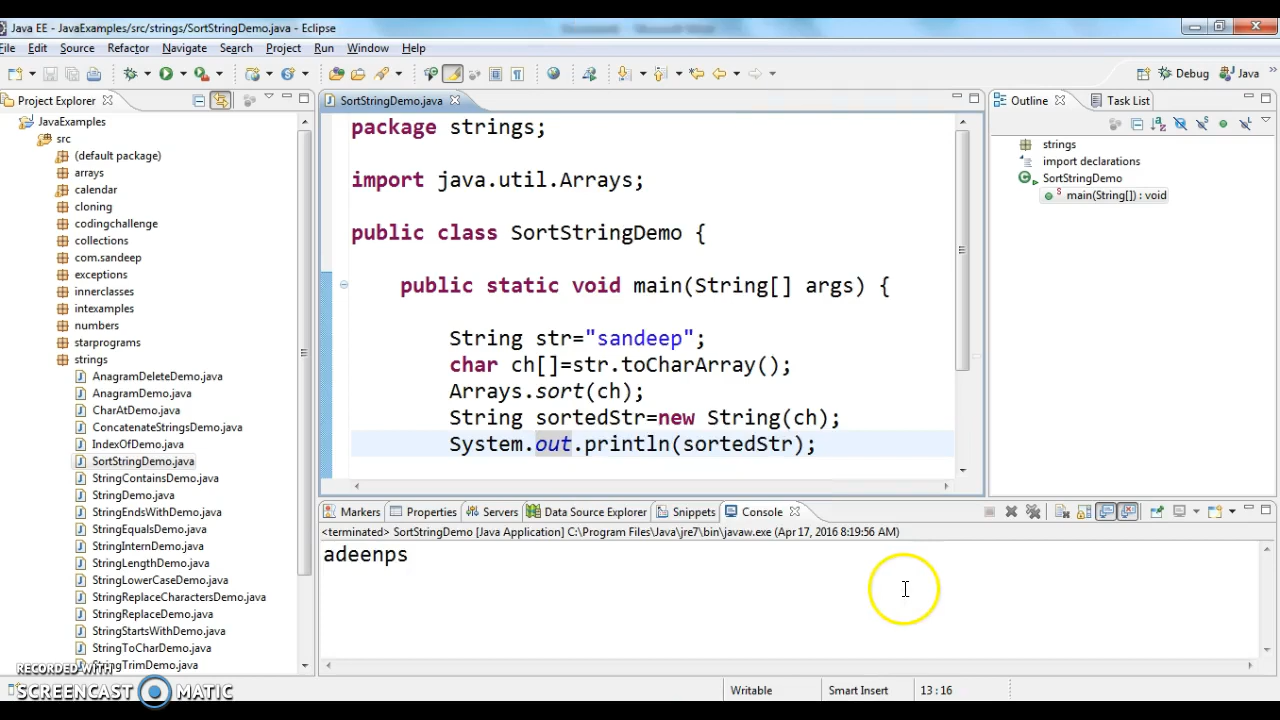 Java EE - JavaExamples/src/strings/SortStringDemo.java - Eclipse
File Edit Source Refactor Navigate Search Project Run Window Help
Debug Java
Project Explorer
JavaExamples
src
(default package)
arrays
calendar
cloning
codingchallenge
collections
com.sandeep
exceptions
innerclasses
intexamples
numbers
starprograms
strings
AnagramDeleteDemo.java
AnagramDemo.java
CharAtDemo.java
ConcatenateStringsDemo.java
IndexOfDemo.java
SortStringDemo.java
StringContainsDemo.java
StringDemo.java
StringEndsWithDemo.java
StringEqualsDemo.java
StringInternDemo.java
StringLengthDemo.java
StringLowerCaseDemo.java
StringReplaceCharactersDemo.java
StringReplaceDemo.java
StringStartsWithDemo.java
StringToCharDemo.java
StringTrimDemo.java
SortStringDemo.java
package strings;
import java.util.Arrays;
public class SortStringDemo {
public static void main(String[] args) {
String str="sandeep";
char ch[]=str.toCharArray();
Arrays.sort(ch);
String sortedStr=new String(ch);
System.out.println(sortedStr);
Outline Task List
strings
import declarations
SortStringDemo
main(String[]) : void
Markers Properties Servers Data Source Explorer Snippets Console
<terminated> SortStringDemo [Java Application] C:\Program Files\Java\jre7\bin\javaw.exe (Apr 17, 2016 8:19:56 AM)
adeenps
RECORDED WITH
SCREENCAST MATIC
Writable Smart Insert 13:16